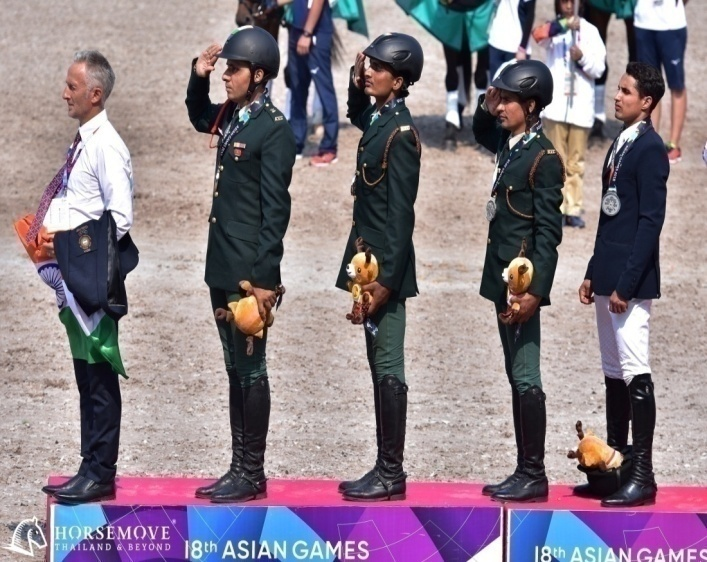 HORSEMOVE
THAILAND & BEYOND
18th ASIAN GAMES
18th ASIAN GAMES